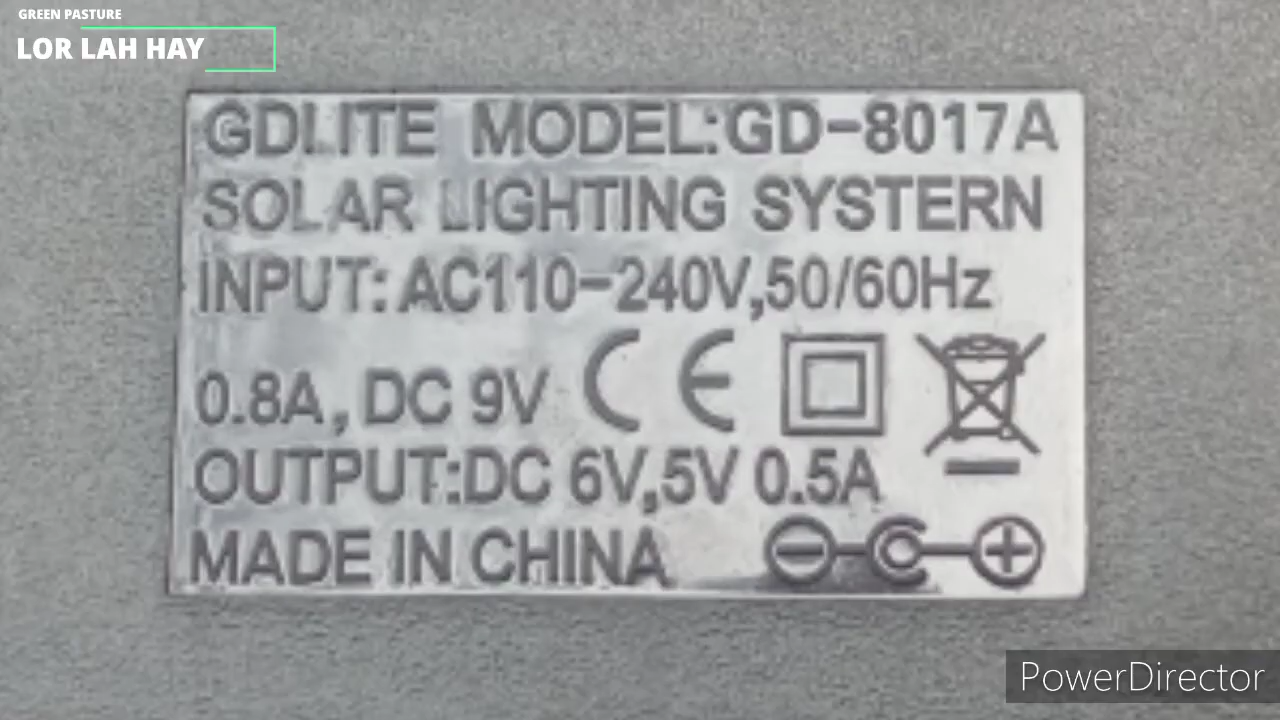 GREEN PASTURE
LOR LAH HAY
GDLITE MODEL:GD-8017A
SOLAR LIGHTING SYSTERN
INPUT: AC110-240V,50/60Hz
0.8A, DC 9V CE
OUTPUT:DC 6V,5V 0.5A
MADE IN CHINA
PowerDirector